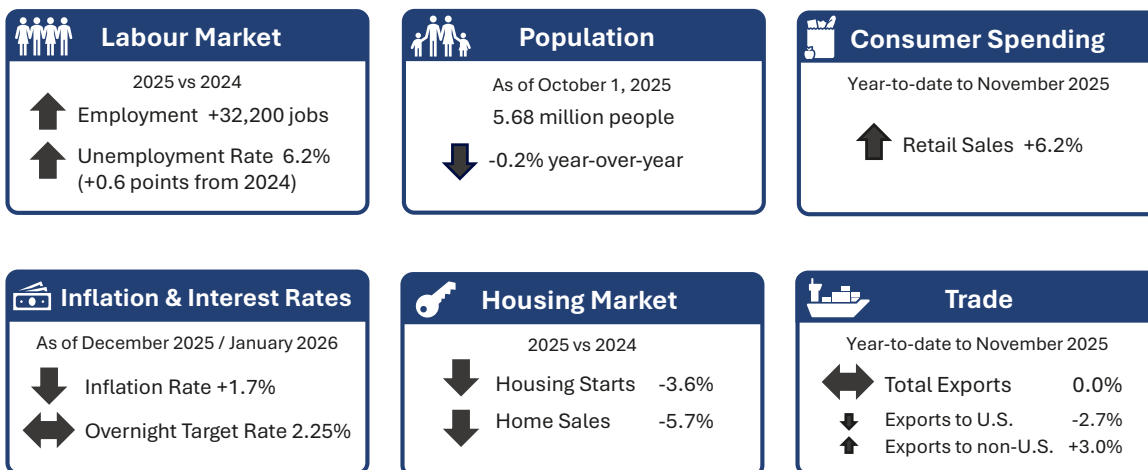 Labour Market
2025 vs 2024
Employment +32,200 jobs
Unemployment Rate 6.2%
(+0.6 points from 2024)
Population
As of October 1, 2025
5.68 million people
-0.2% year-over-year
Consumer Spending
Year-to-date to November 2025
Retail Sales +6.2%
Inflation & Interest Rates
As of December 2025 / January 2026
Inflation Rate +1.7%
Overnight Target Rate 2.25%
Housing Market
2025 vs 2024
Housing Starts -3.6%
Home Sales -5.7%
Trade
Year-to-date to November 2025
Total Exports 0.0%
Exports to U.S. -2.7%
Exports to non-U.S. +3.0%